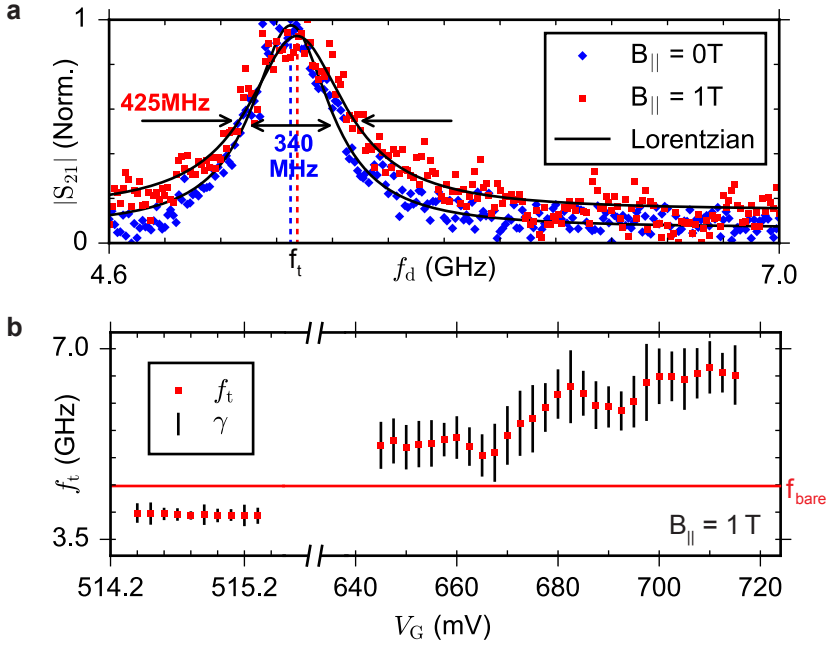 a
|S21| (Norm.)
1
0
425MHz
340
MHz
B|| = 0T
B|| = 1T
Lorentzian
4.6
ft
fd (GHz)
7.0
b
ft (GHz)
7.0
3.5
ft
γ
fbare
B|| = 1 T
514.2
515.2
640
660
680
700
720
VG (mV)